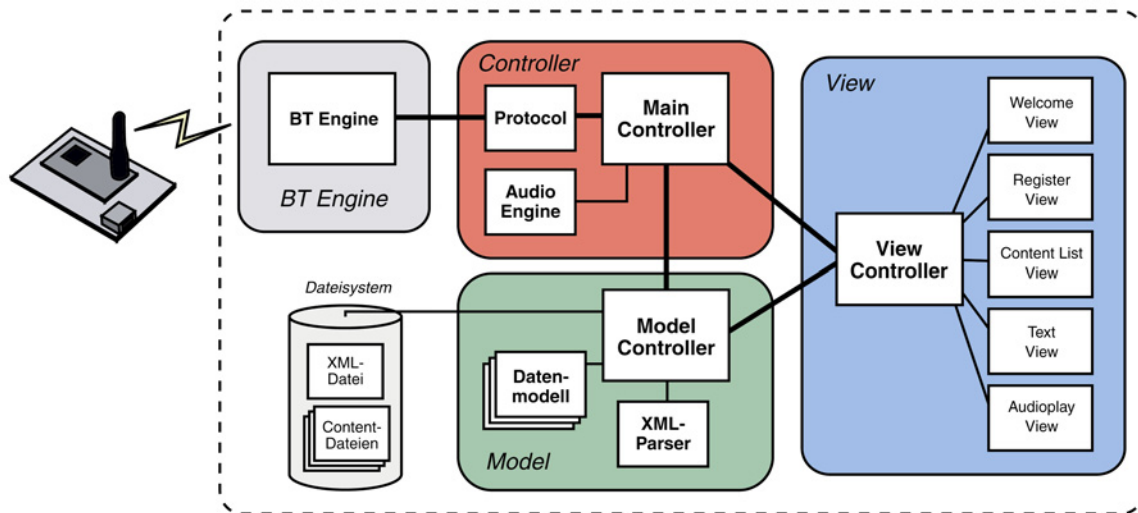 Controller
View
BT Engine
Protocol
Main
Controller
Audio
Engine
BT Engine
Welcome
View
Register
View
View
Controller
Content List
View
Text
View
Audioplay
View
Dateisystem
XML-
Datei
Content-
Dateien
Model
Controller
Daten-
modell
XML-
Parser
Model